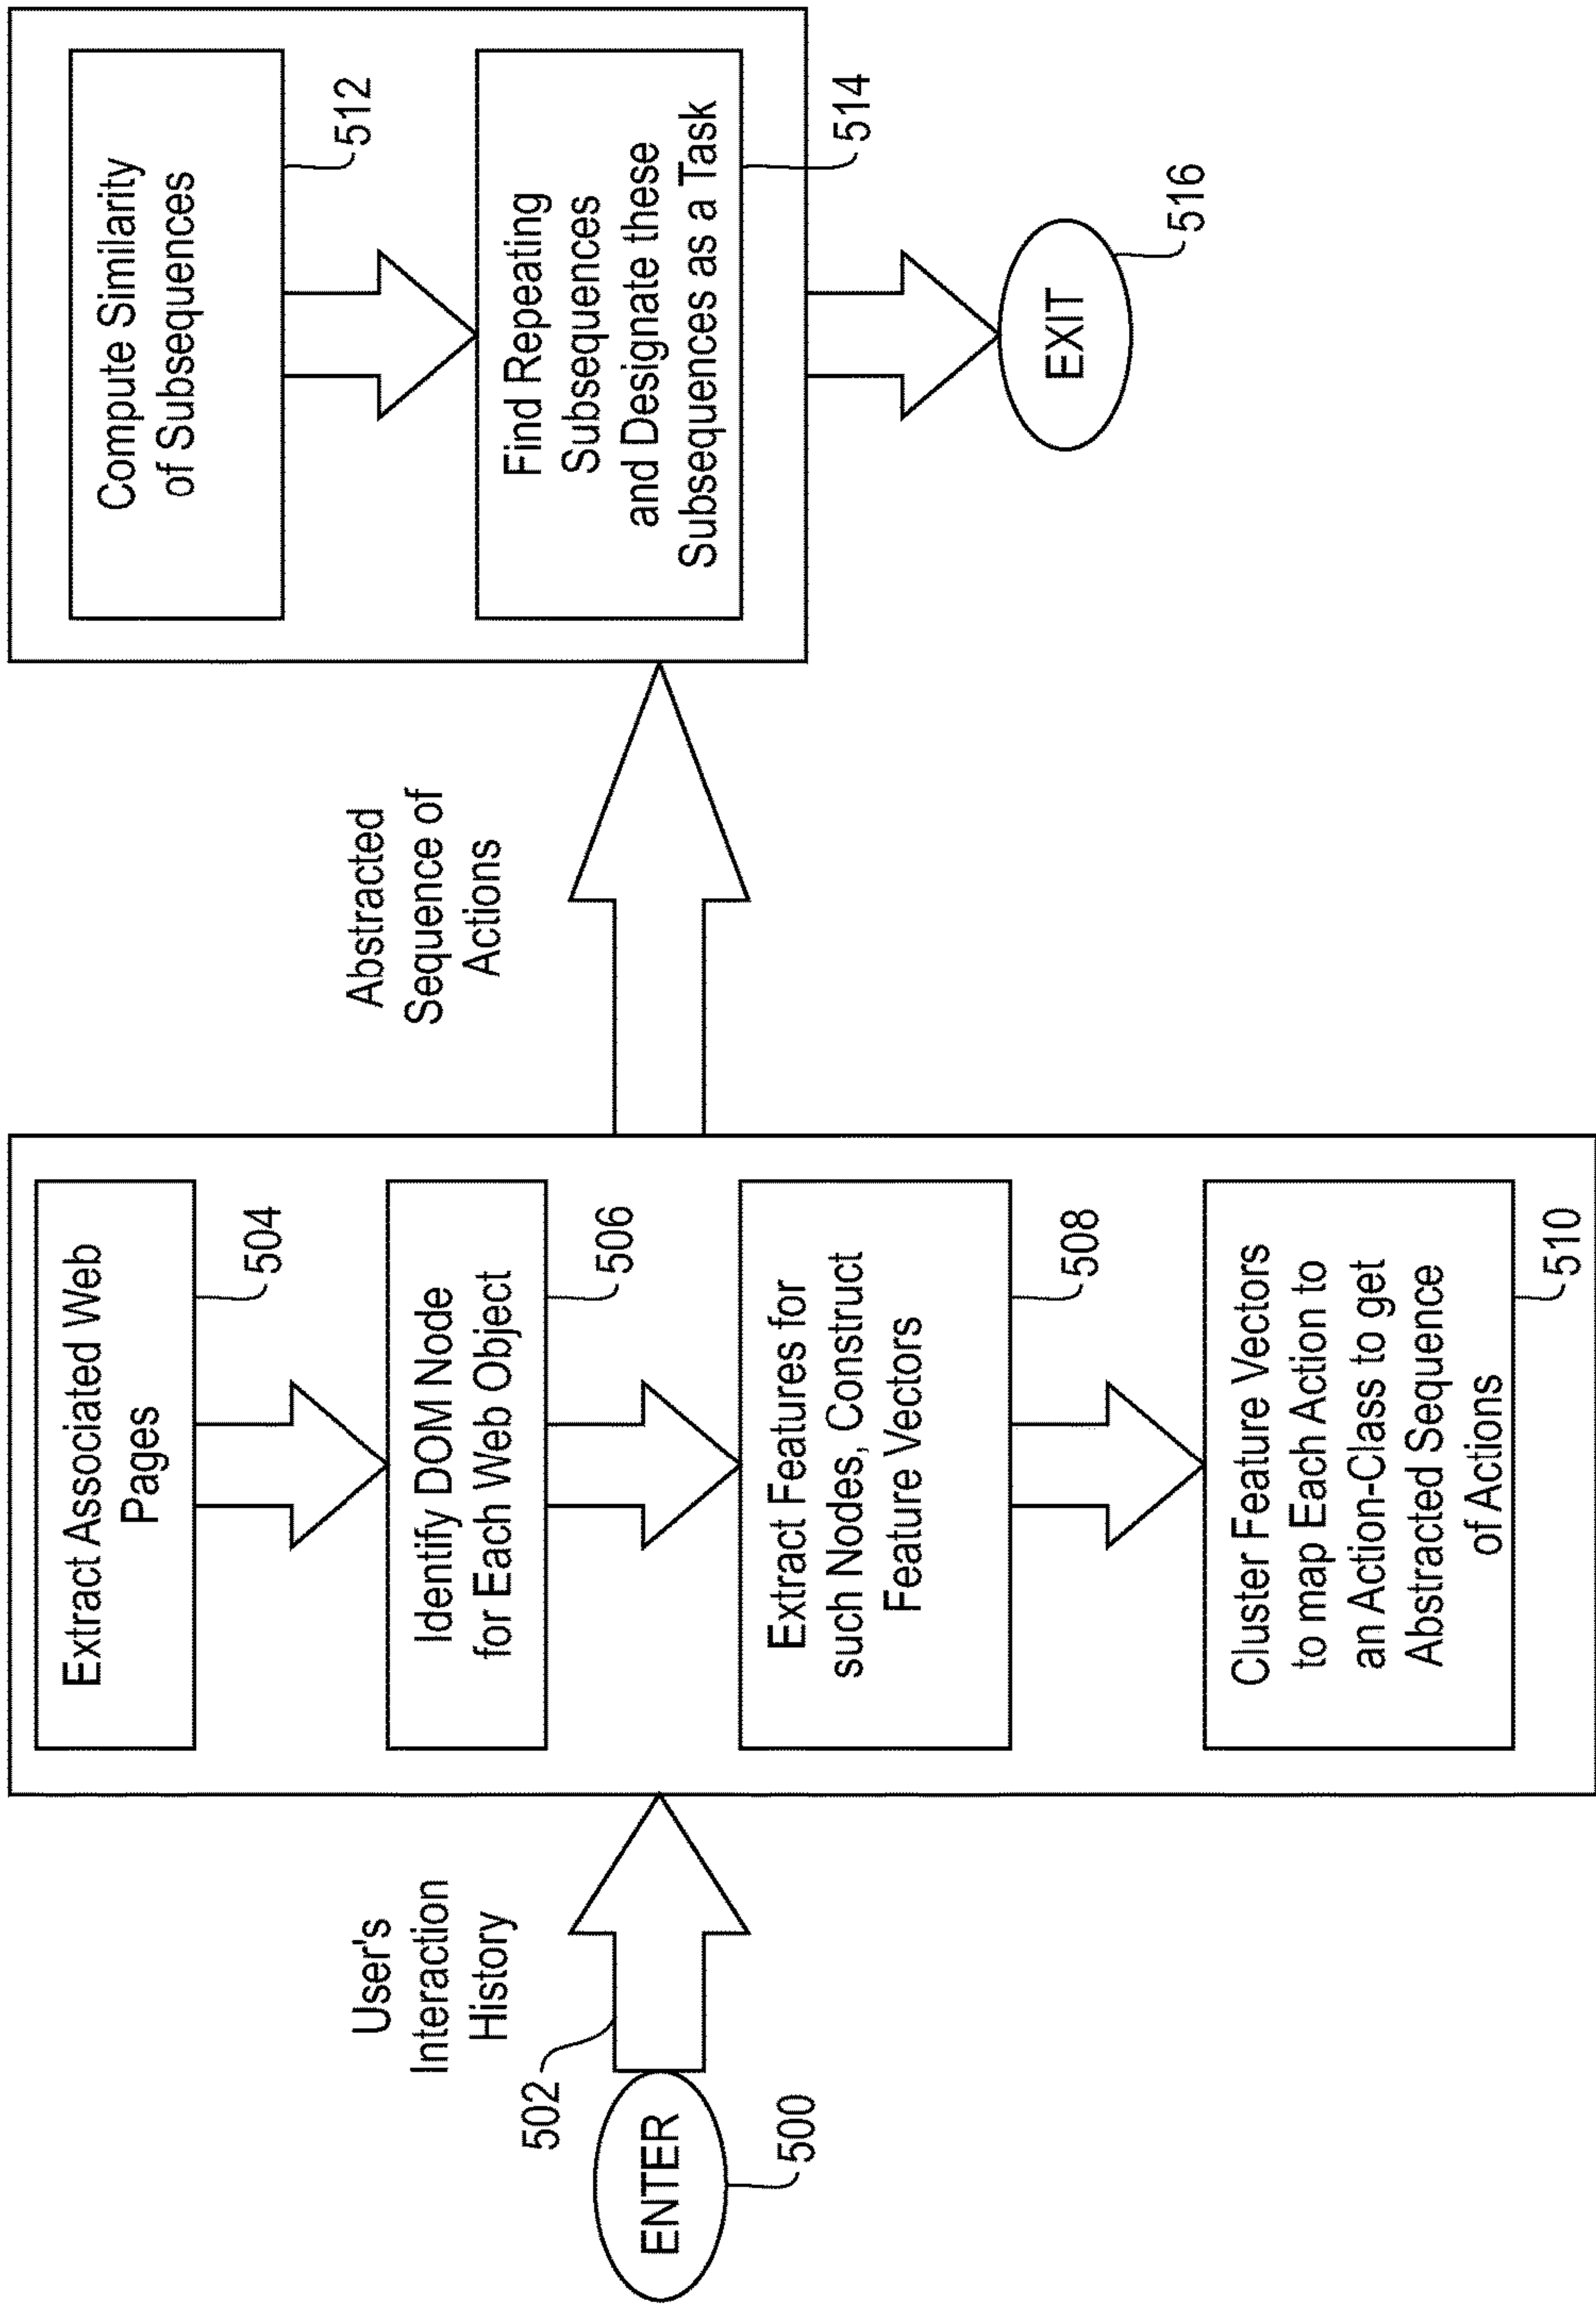 ENTER
500
502
User's
Interaction
History
Extract Associated Web
Pages
504
Identify DOM Node
for Each Web Object
506
Extract Features for
such Nodes, Construct
Feature Vectors
508
Cluster Feature Vectors
to map Each Action to
an Action-Class to get
Abstracted Sequence
of Actions
510
Abstracted
Sequence of
Actions
Compute Similarity
of Subsequences
512
Find Repeating
Subsequences
and Designate these
Subsequences as a Task
514
EXIT
516